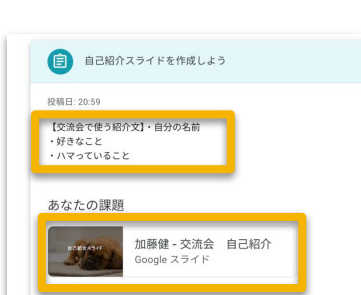 自己紹介スライドを作成しよう
投稿日: 20:59
【交流会で使う紹介文】・自分の名前
・好きなこと
・ハマっていること
あなたの課題
自己紹介スライド
加藤健 - 交流会　自己紹介
Google スライド